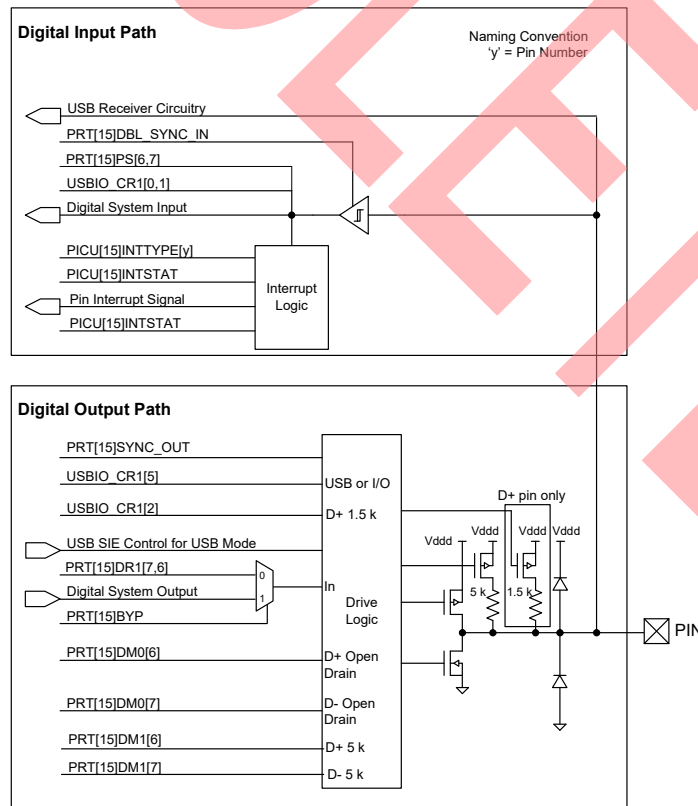 Digital Input Path
Naming Convention
'y' = Pin Number
USB Receiver Circuitry
PRT[15]DBL_SYNC_IN
PRT[15]PS[6,7]
USBIO_CR1[0,1]
Digital System Input
PICU[15]INTTYPE[y]
PICU[15]INTSTAT
Pin Interrupt Signal
PICU[15]INTSTAT
Interrupt
Logic
Digital Output Path
PRT[15]SYNC_OUT
USBIO_CR1[5]
USB or I/O
USBIO_CR1[2]
D+ 1.5 k
D+ pin only
Vddd
Vddd
Vddd
Vddd
USB SIE Control for USB Mode
PRT[15]DR1[7,6]
0
In
5 k
1.5 k
Digital System Output
1
Drive
Logic
PRT[15]BYP
PIN
PRT[15]DM0[6]
D+ Open
Drain
PRT[15]DM0[7]
D- Open
Drain
PRT[15]DM1[6]
D+ 5 k
PRT[15]DM1[7]
D- 5 k